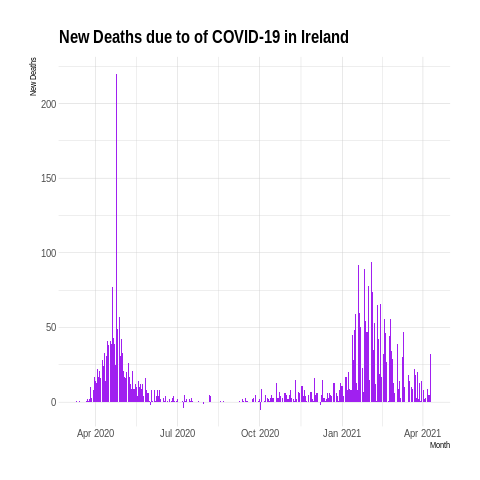 New Deaths due to of COVID-19 in Ireland
New Deaths
200
150
100
50
0
Apr 2020 Jul 2020 Oct 2020 Jan 2021 Apr 2021
Month